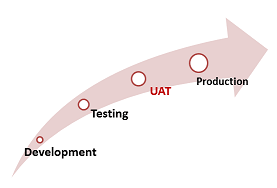 Development
Testing
UAT
Production